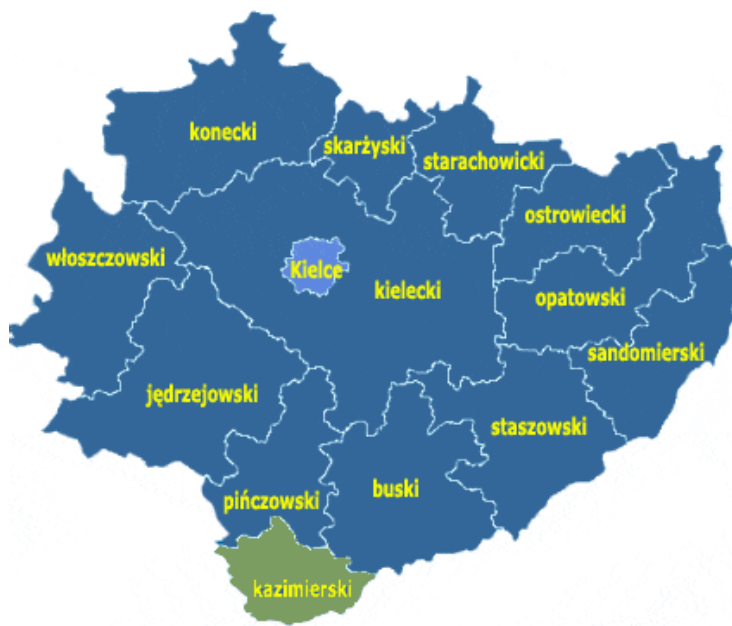 konecki
skarżyski
starachowicki
ostrowiecki
włoszczowski
Kielce
kielecki
opatowski
sandomierski
jędrzejowski
staszowski
pińczowski
buski
kazimierski